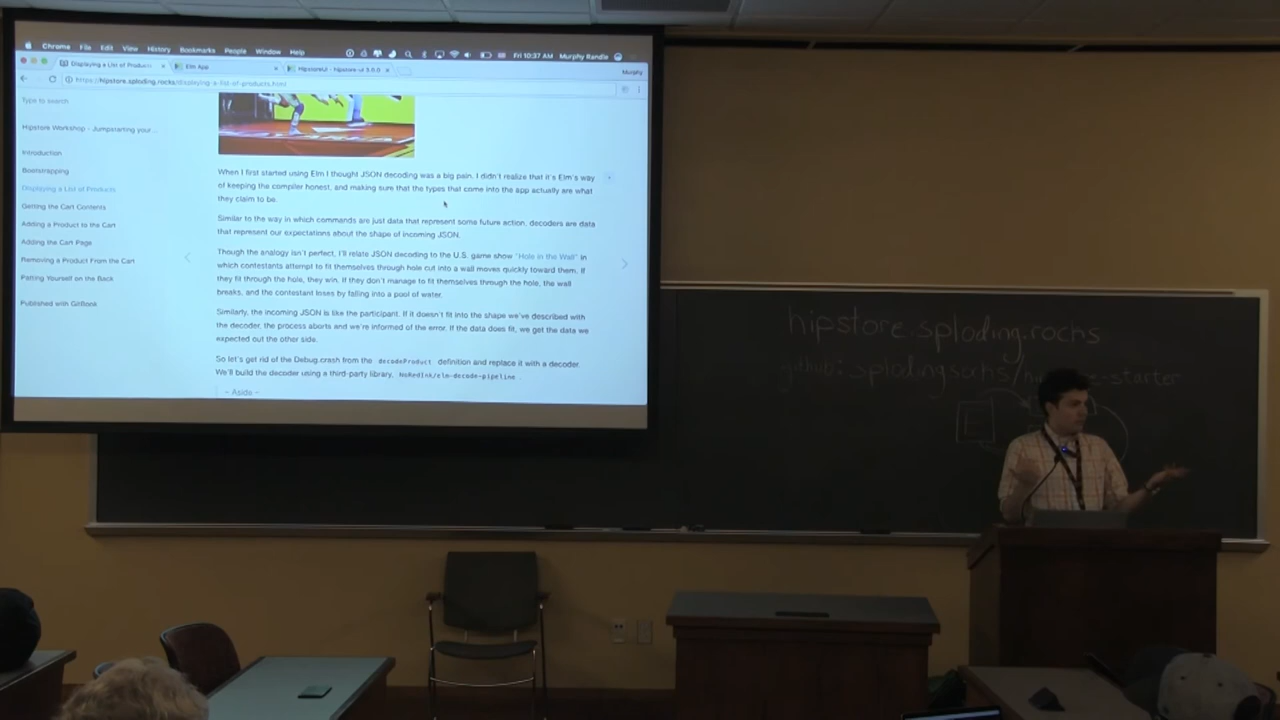 Chrome File Edit View History Bookmarks People Window Help Fri 10:37 AM Murphy Randle
Displaying a List of Products Elm App HipstoreUI - hipstore-ui 3.0.0 Murphy
https://hipstore.sploding.rocks/displaying-a-list-of-products.html
Type to search
Hipstore Workshop - Jumpstarting your ...
Introduction
Bootstrapping
Displaying a List of Products
Getting the Cart Contents
Adding a Product to the Cart
Adding the Cart Page
Removing a Product From the Cart
Patting Yourself on the Back
Published with GitBook
When I first started using Elm I thought JSON decoding was a big pain. I didn't realize that it's Elm's way
of keeping the compiler honest, and making sure that the types that come into the app actually are what
they claim to be.
Similar to the way in which commands are just data that represent some future action, decoders are data
that represent our expectations about the shape of incoming JSON.
Though the analogy isn't perfect, I'll relate JSON decoding to the U.S. game show "Hole in the Wall" in
which contestants attempt to fit themselves through hole cut into a wall moves quickly toward them. If
they fit through the hole, they win. If they don't manage to fit themselves through the hole, the wall
breaks, and the contestant loses by falling into a pool of water.
Similarly, the incoming JSON is like the participant. If it doesn't fit into the shape we've described with
the decoder, the process aborts and we're informed of the error. If the data does fit, we get the data we
expected out the other side.
So let's get rid of the Debug.crash from the decodeProduct definition and replace it with a decoder.
We'll build the decoder using a third-party library, NoRedInk/elm-decode-pipeline .
- Aside -
hipstore.sploding.rocks
github: splodingsocks/
e-starter
E